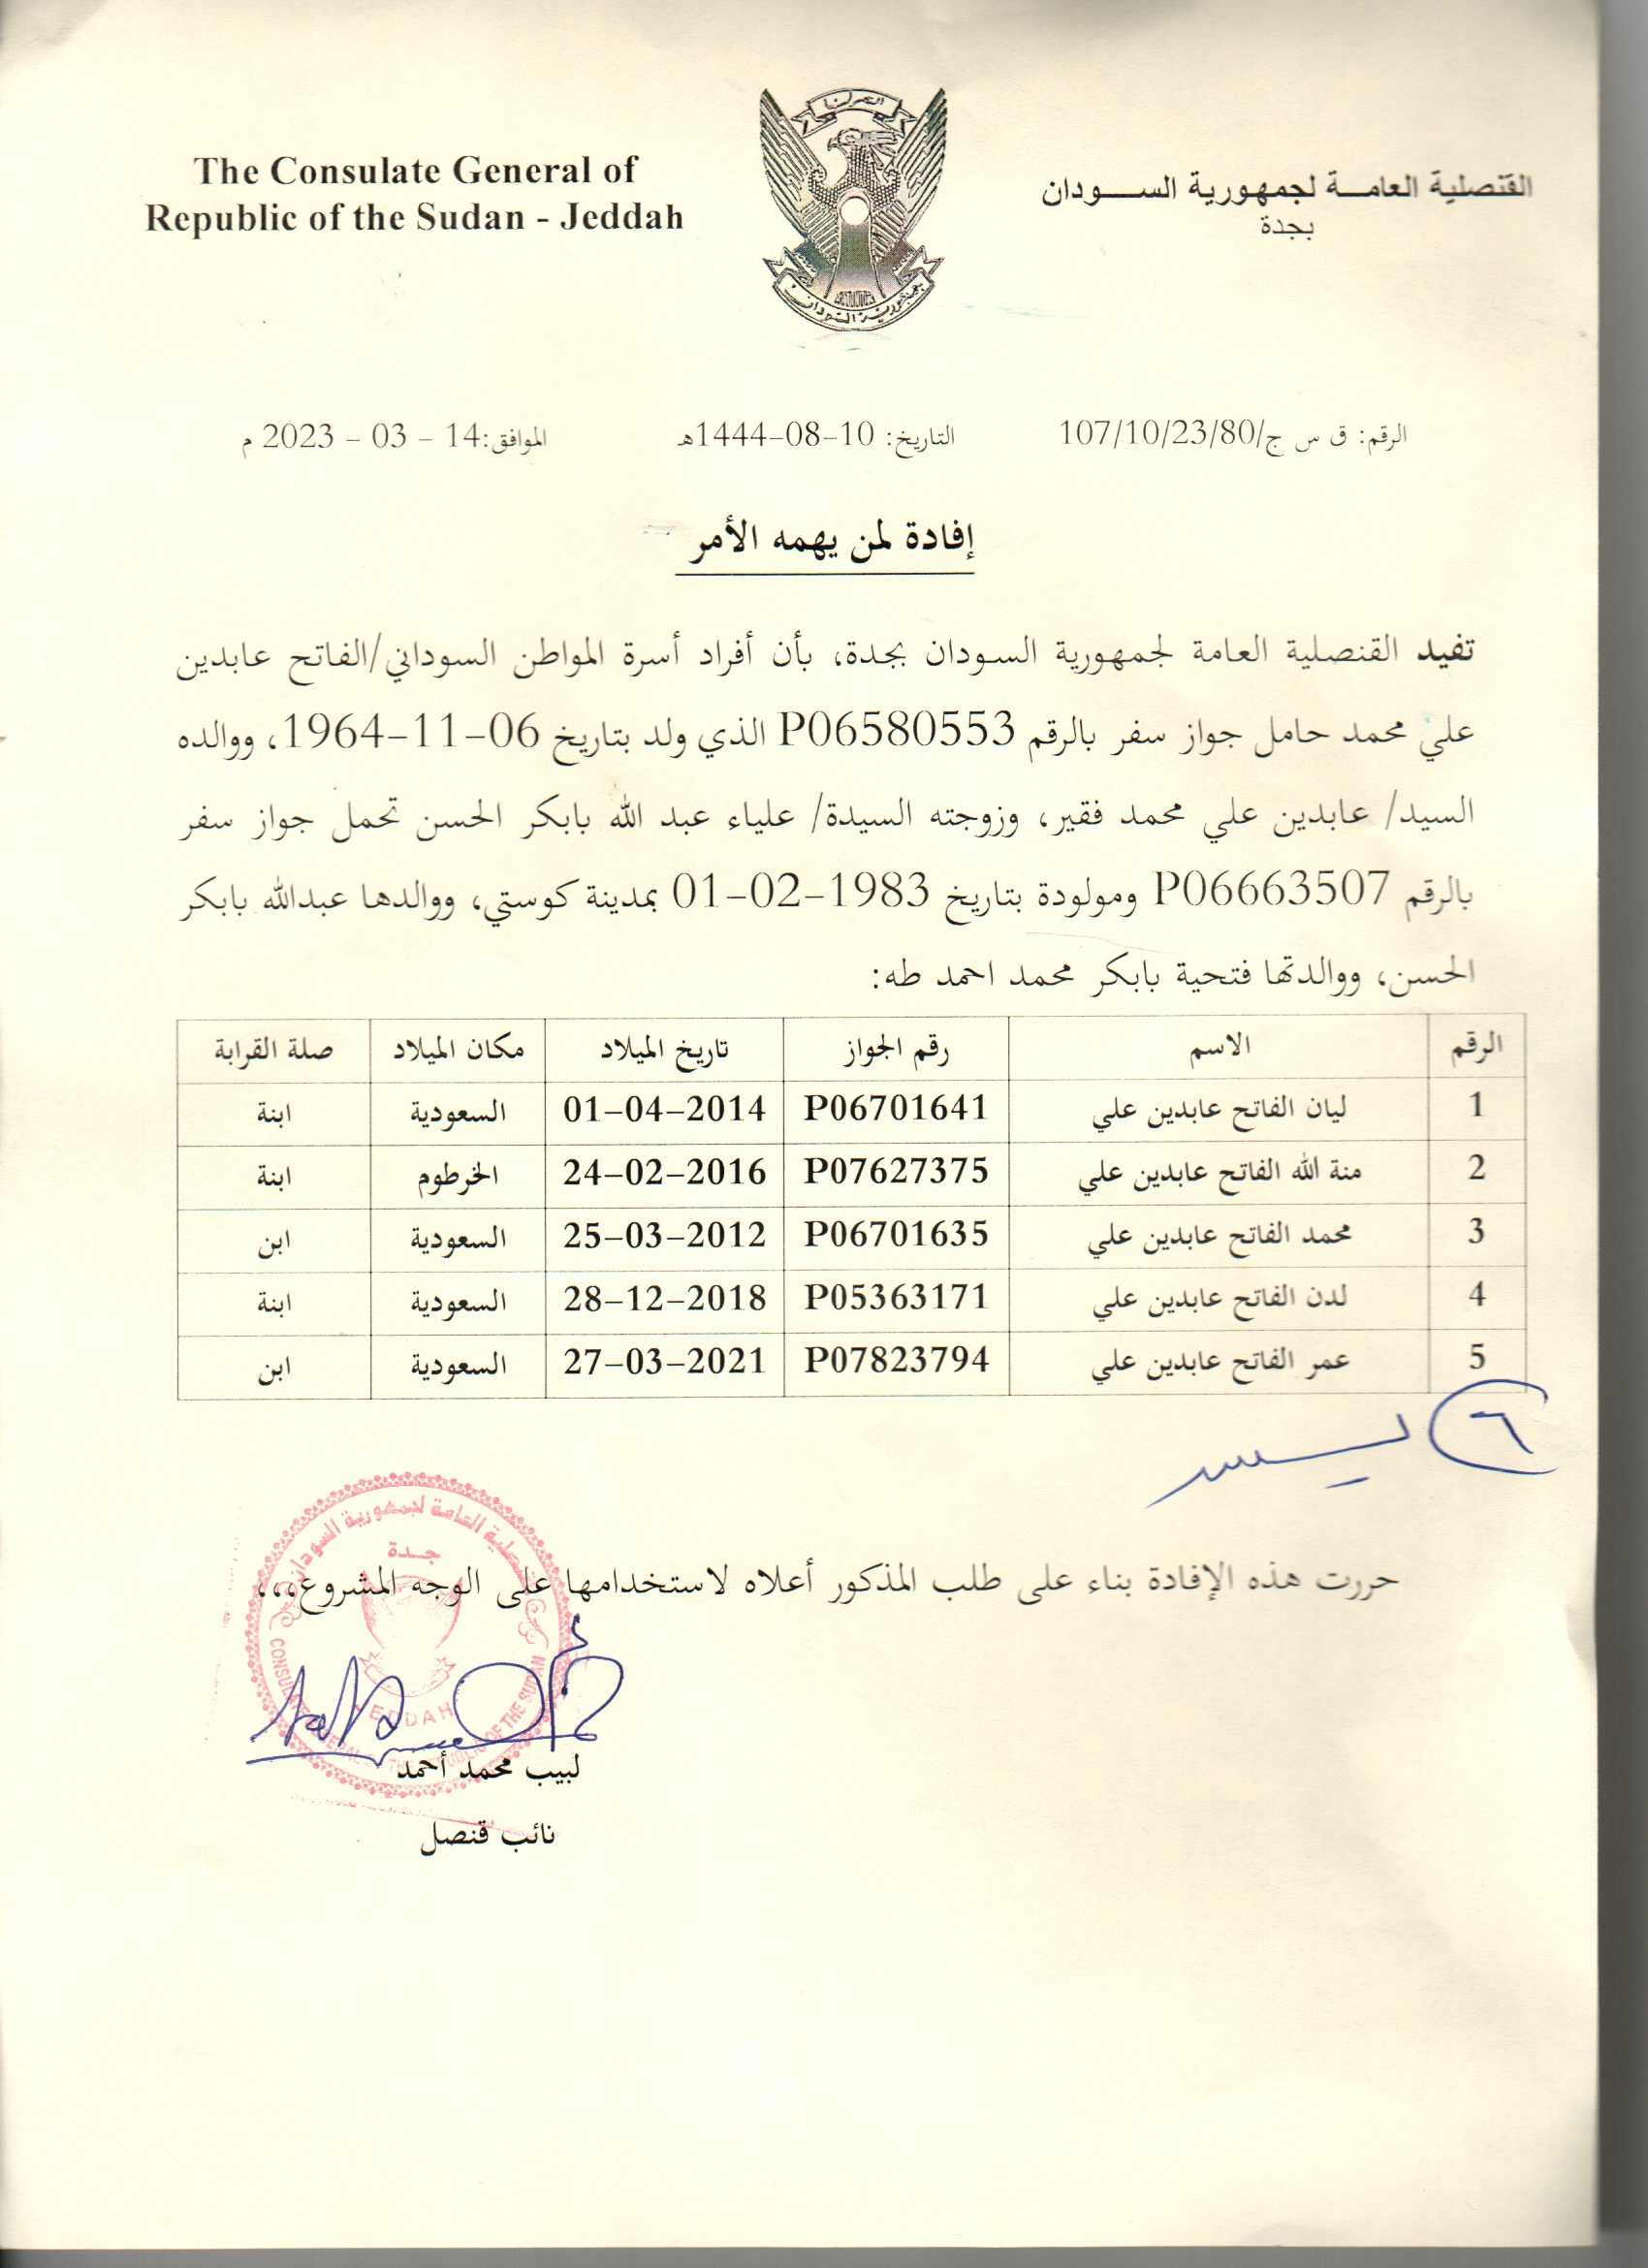 The Consulate General of
Republic of the Sudan - Jeddah
القنصلية العامة لجمهورية السودان
بجدة
النصر لنا
جمهورية السودان
الرقم: ق س ج/107/10/23/80 التاريخ: 10-08-1444هـ الموافق:14 - 03 - 2023 م
إفادة لمن يهمه الأمر
تفيد القنصلية العامة لجمهورية السودان بجدة، بأن أفراد أسرة المواطن السوداني/الفاتح عابدين
علي محمد حامل جواز سفر بالرقم P06580553 الذي ولد بتاريخ 06-11-1964، ووالده
السيد/ عابدين علي محمد فقير، وزوجته السيدة/ علياء عبد الله بابكر الحسن تحمل جواز سفر
بالرقم P06663507 ومولودة بتاريخ 1983-02-01 بمدينة كوستي، ووالدها عبدالله بابكر
الحسن، ووالدتها فتحية بابكر محمد احمد طه:
الرقم الاسم رقم الجواز تاريخ الميلاد مكان الميلاد صلة القرابة
1 ليان الفاتح عابدين علي P06701641 01-04-2014 السعودية ابنة
2 منة الله الفاتح عابدين علي P07627375 24-02-2016 الخرطوم ابنة
3 محمد الفاتح عابدين علي P06701635 25-03-2012 السعودية ابن
4 لدن الفاتح عابدين علي P05363171 28-12-2018 السعودية ابنة
5 عمر الفاتح عابدين علي P07823794 27-03-2021 السعودية ابن
٦
حررت هذه الإفادة بناء على طلب المذكور أعلاه لاستخدامها على الوجه المشروع،،،
القنصلية العامة لجمهورية السودان
جدة
JEDDAH
CONSULATE GENERAL OF THE REPUBLIC OF THE SUDAN
لبيب محمد أحمد
نائب قنصل